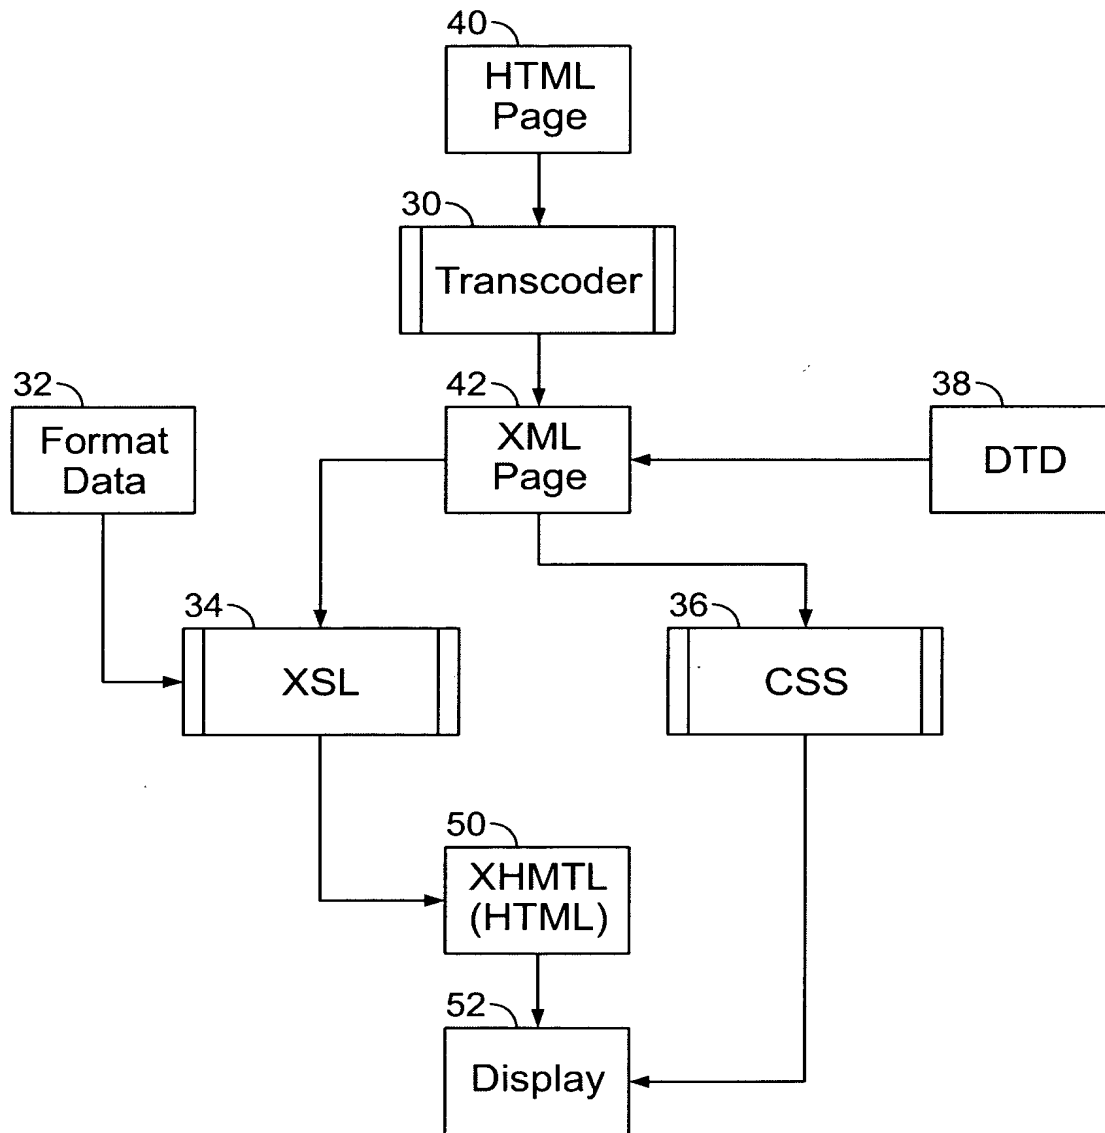 40
HTML
Page
30
Transcoder
32
Format
Data
42
XML
Page
38
DTD
34
XSL
36
CSS
50
XHMTL
(HTML)
52
Display